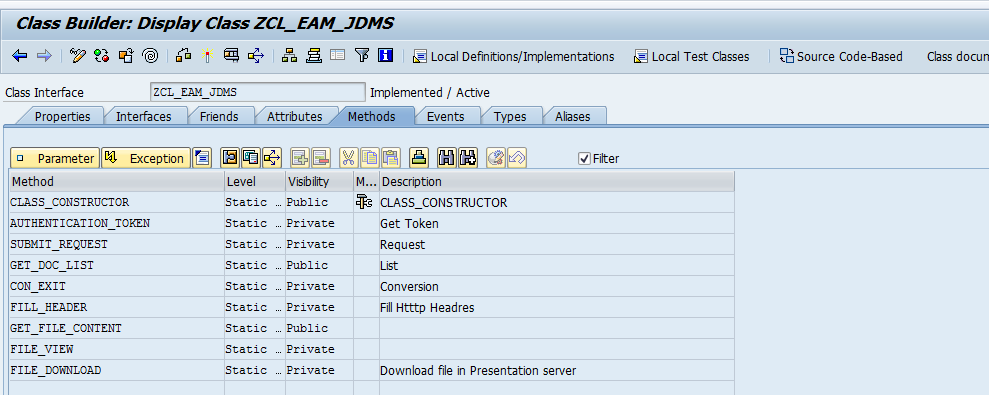 Class Builder: Display Class ZCL_EAM_JDMS
Local Definitions/Implementations Local Test Classes Source Code-Based Class docun
Class Interface ZCL_EAM_JDMS Implemented / Active
Properties Interfaces Friends Attributes Methods Events Types Aliases
Parameter Exception Filter
Method Level Visibility M... Description
CLASS_CONSTRUCTOR Static … Public CLASS_CONSTRUCTOR
AUTHENTICATION_TOKEN Static … Private Get Token
SUBMIT_REQUEST Static … Private Request
GET_DOC_LIST Static … Public List
CON_EXIT Static … Private Conversion
FILL_HEADER Static … Private Fill Htttp Headres
GET_FILE_CONTENT Static … Public
FILE_VIEW Static … Private
FILE_DOWNLOAD Static … Private Download file in Presentation server